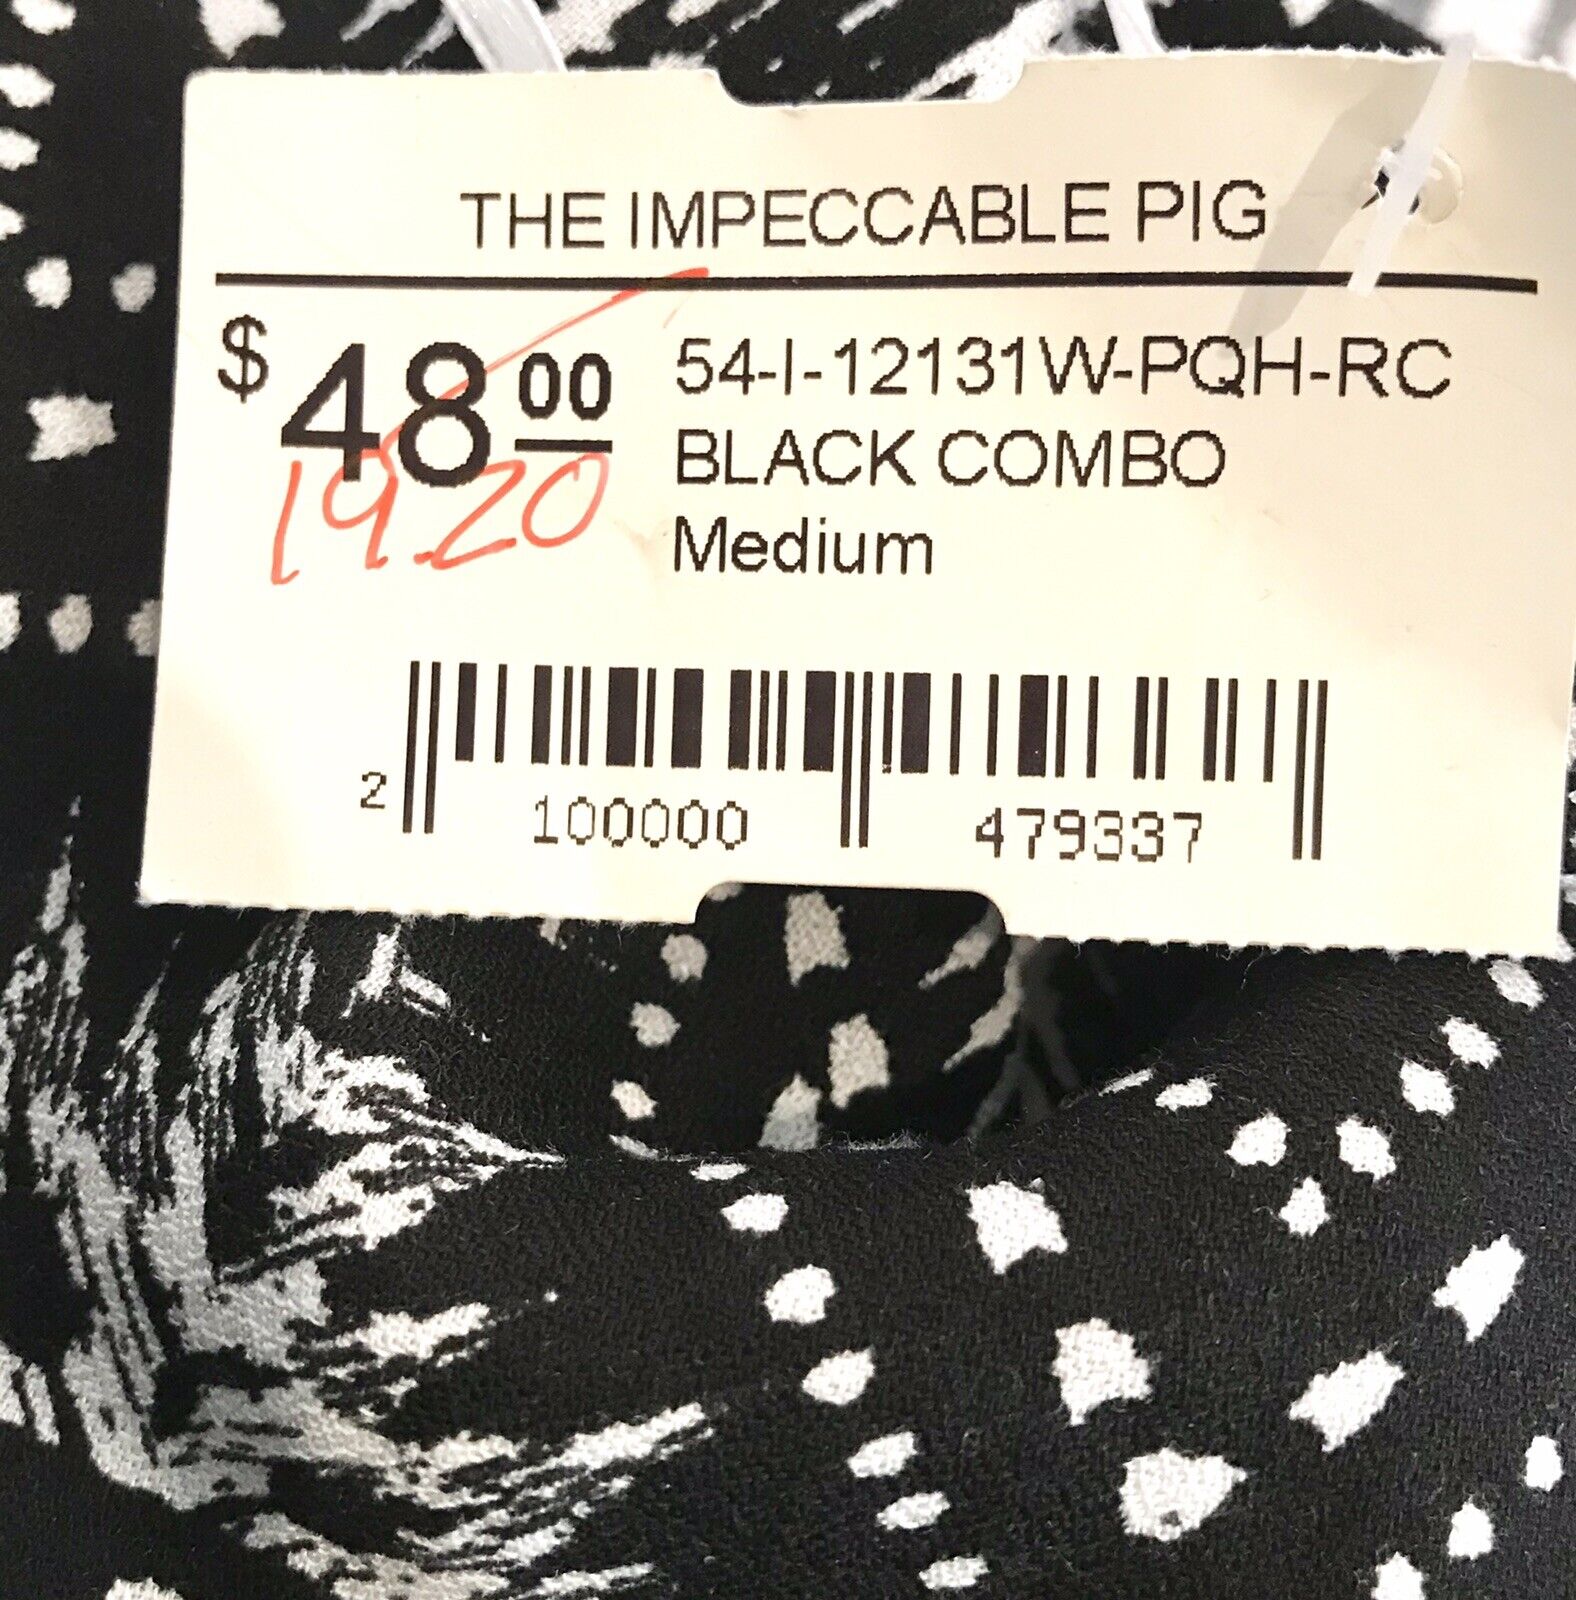 THE IMPECCABLE PIG
$48.00
19.20
54-I-12131W-PQH-RC
BLACK COMBO
Medium
2 100000 479337